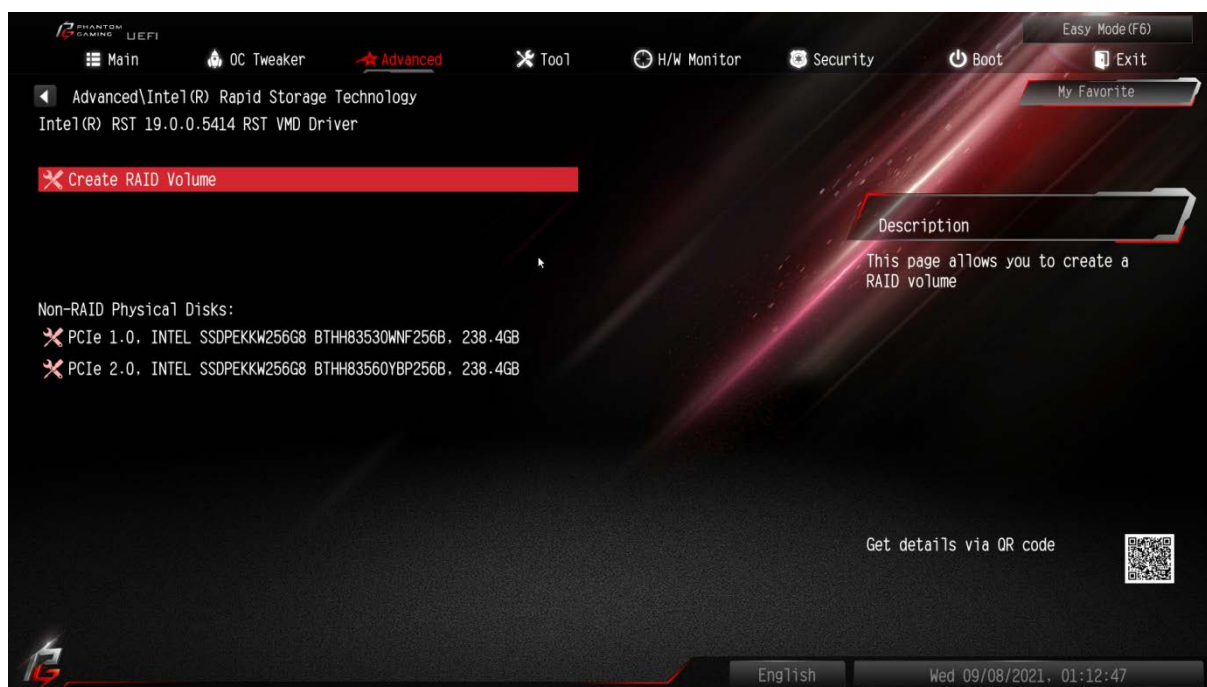 PHANTOM GAMING UEFI
Easy Mode(F6)
Main OC Tweaker Advanced Tool H/W Monitor Security Boot Exit
My Favorite
Advanced\Intel(R) Rapid Storage Technology
Intel(R) RST 19.0.0.5414 RST VMD Driver
Create RAID Volume
Description
This page allows you to create a
RAID volume
Non-RAID Physical Disks:
PCIe 1.0, INTEL SSDPEKKW256G8 BTHH83530WNF256B, 238.4GB
PCIe 2.0, INTEL SSDPEKKW256G8 BTHH83560YBP256B, 238.4GB
Get details via QR code
English
Wed 09/08/2021, 01:12:47